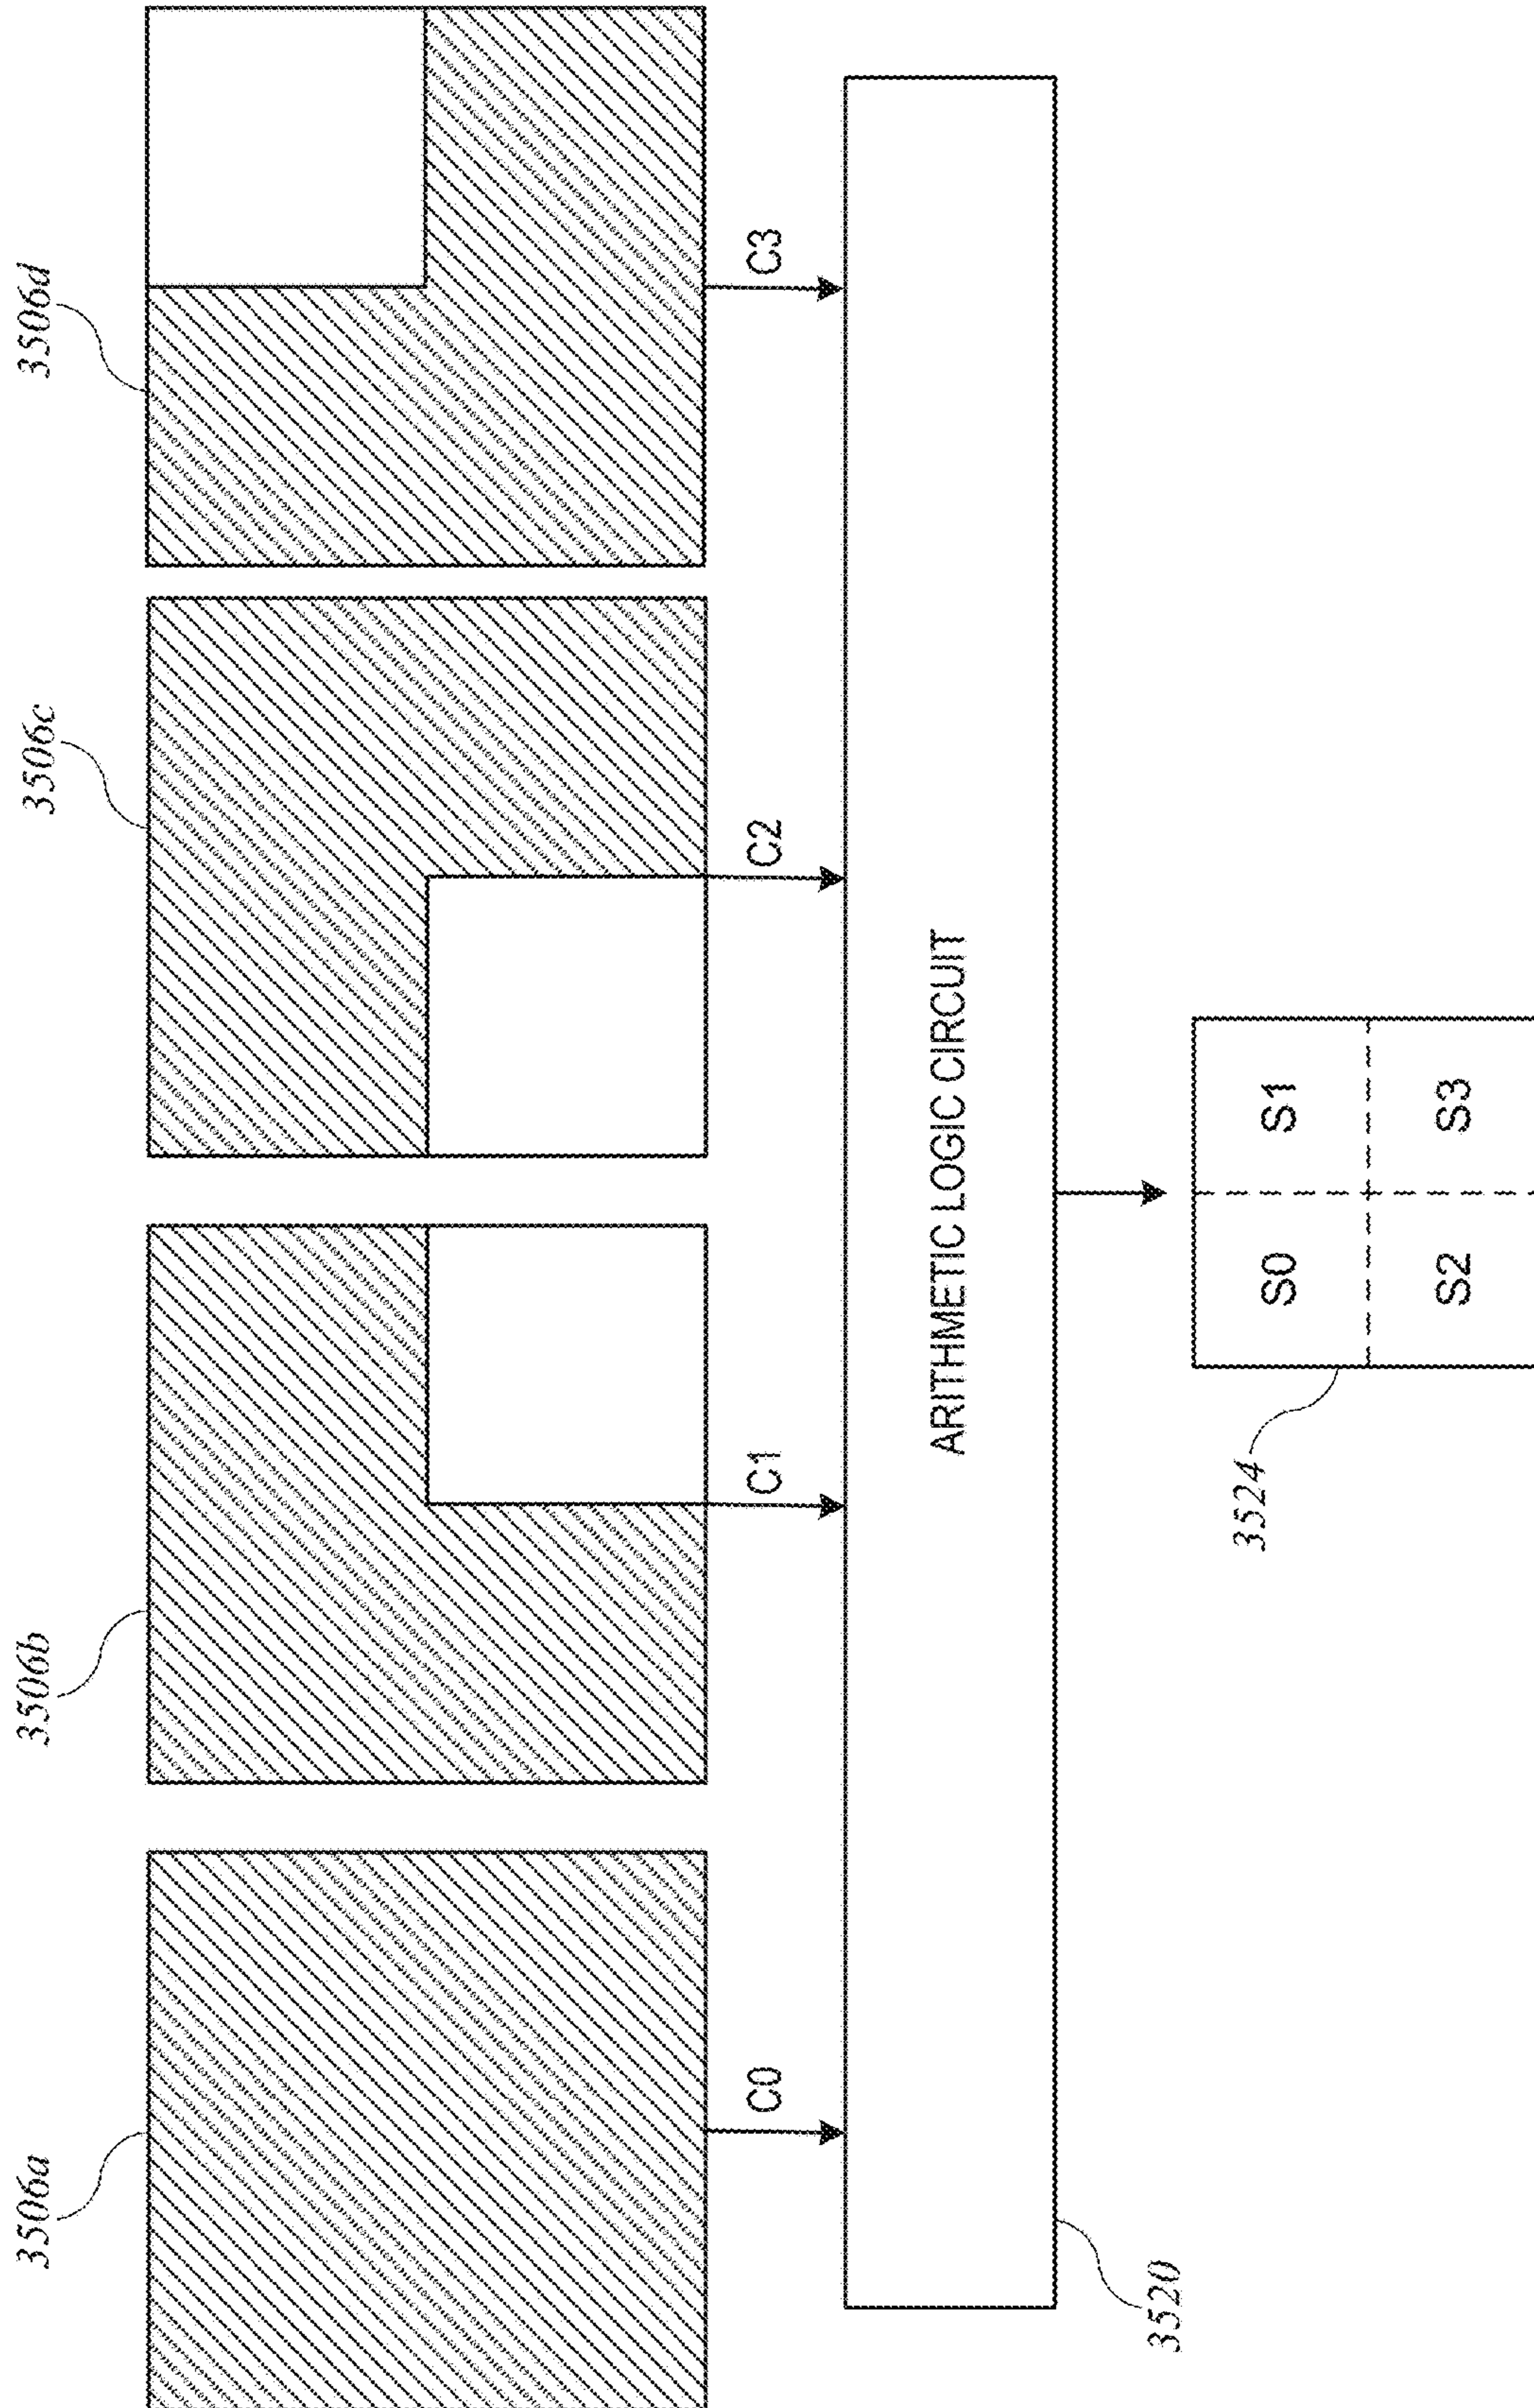 3506a
3506b
3506c
3506d
C0
C1
C2
C3
ARITHMETIC LOGIC CIRCUIT
3520
3524
S0 S1
S2 S3